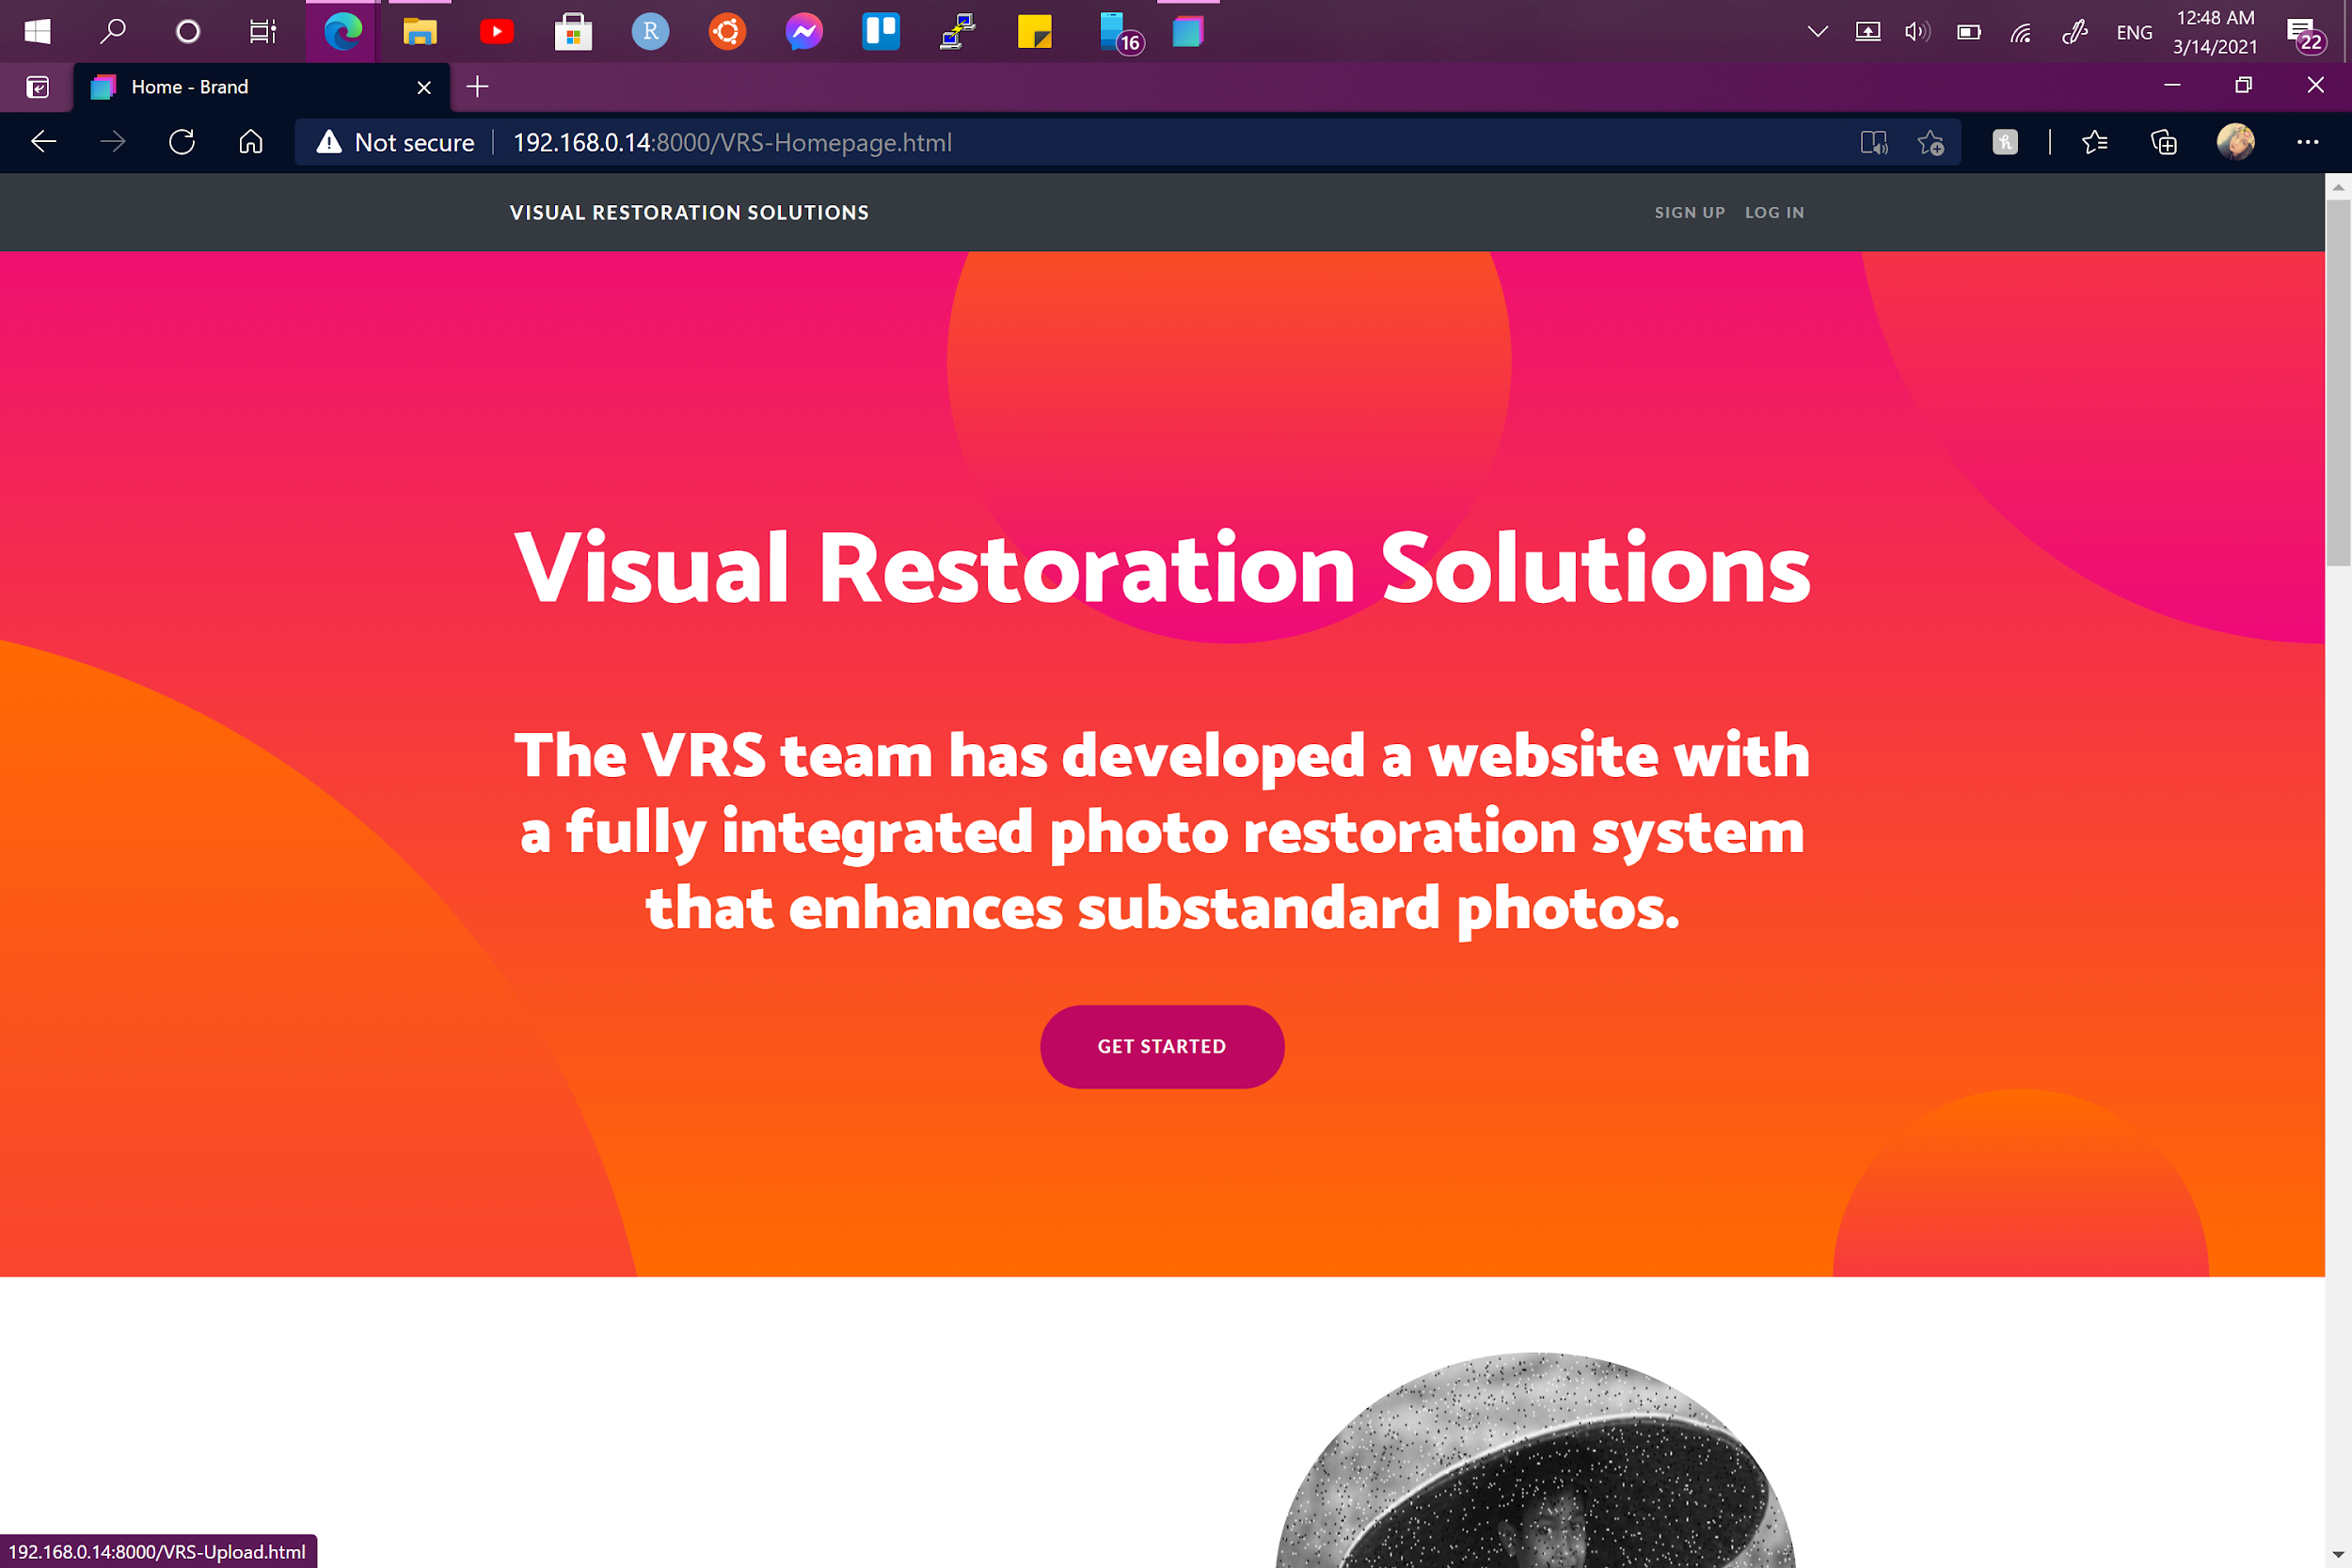 16
ENG
12:48 AM
3/14/2021
22
Home - Brand
Not secure
192.168.0.14:8000/VRS-Homepage.html
VISUAL RESTORATION SOLUTIONS
SIGN UP
LOG IN
Visual Restoration Solutions
The VRS team has developed a website with
a fully integrated photo restoration system
that enhances substandard photos.
GET STARTED
192.168.0.14:8000/VRS-Upload.html